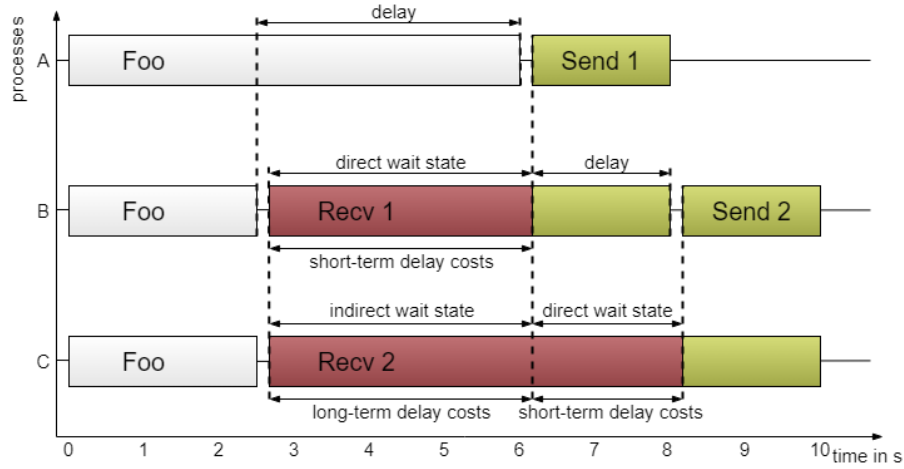 delay
processes
A
Foo
Send 1
direct wait state
delay
B
Foo
Recv 1
Send 2
short-term delay costs
indirect wait state
direct wait state
C
Foo
Recv 2
long-term delay costs
short-term delay costs
0 1 2 3 4 5 6 7 8 9 10 time in s